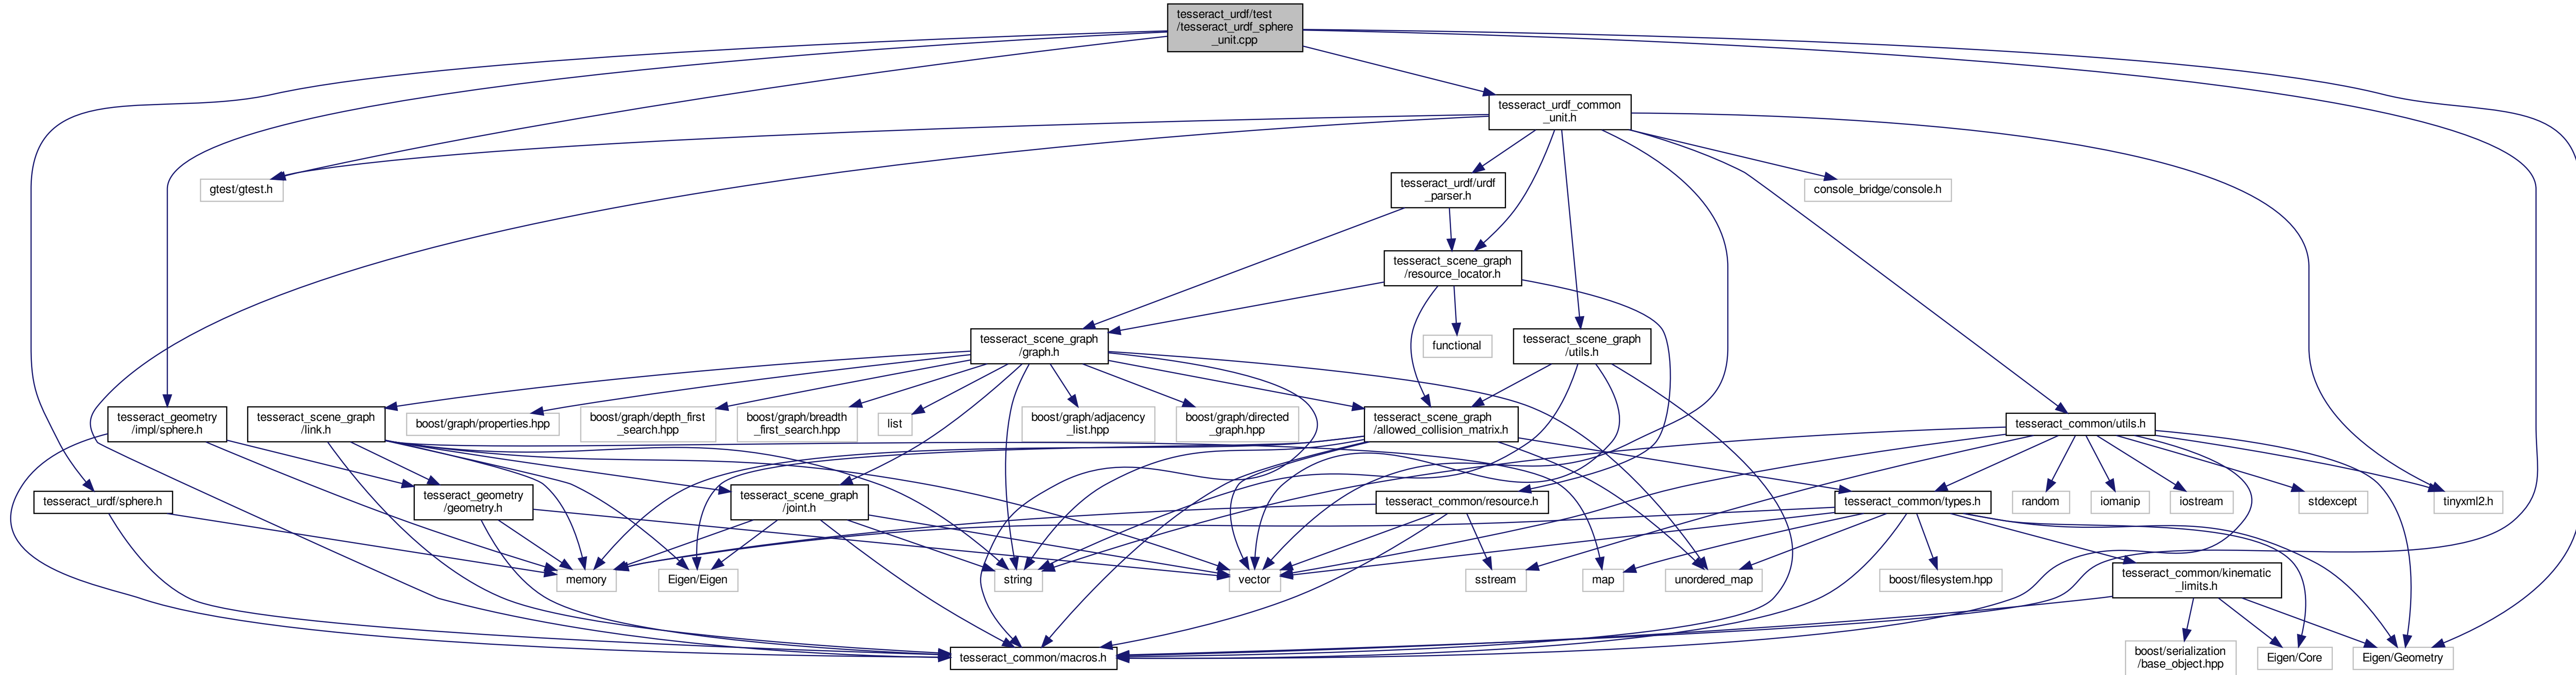 tesseract_urdf/test
/tesseract_urdf_sphere
_unit.cpp
tesseract_urdf_common
_unit.h
gtest/gtest.h
tesseract_urdf/urdf
_parser.h
console_bridge/console.h
tesseract_scene_graph
/resource_locator.h
tesseract_scene_graph
/graph.h
functional
tesseract_scene_graph
/utils.h
tesseract_geometry
/impl/sphere.h
tesseract_scene_graph
/link.h
boost/graph/properties.hpp
boost/graph/depth_first
_search.hpp
boost/graph/breadth
_first_search.hpp
list
boost/graph/adjacency
_list.hpp
boost/graph/directed
_graph.hpp
tesseract_scene_graph
/allowed_collision_matrix.h
tesseract_common/utils.h
tesseract_urdf/sphere.h
tesseract_geometry
/geometry.h
tesseract_scene_graph
/joint.h
tesseract_common/resource.h
tesseract_common/types.h
random
iomanip
iostream
stdexcept
tinyxml2.h
memory
Eigen/Eigen
string
vector
sstream
map
unordered_map
boost/filesystem.hpp
tesseract_common/kinematic
_limits.h
tesseract_common/macros.h
boost/serialization
/base_object.hpp
Eigen/Core
Eigen/Geometry